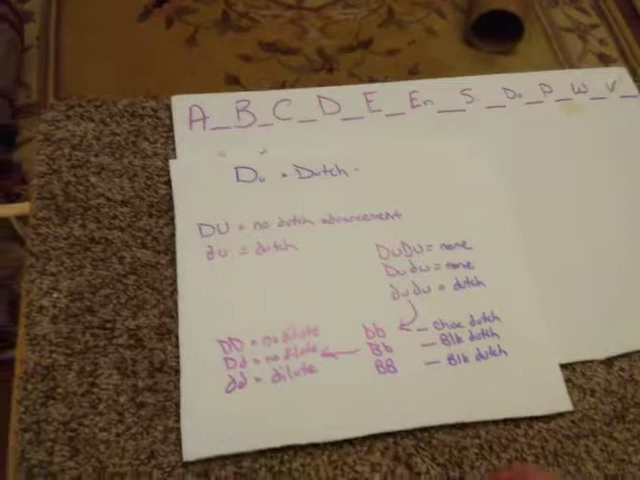 A_B_C_D_E_En_S_Du_P_W_V_
Du = Dutch
DU = no dutch advancement
du = dutch
DuDu = none
Dudu = none
dudu = dutch
DD = no dilute
Dd = no dilute
dd = dilute
bb - choc dutch
Bb - Blk dutch
BB - Blk dutch